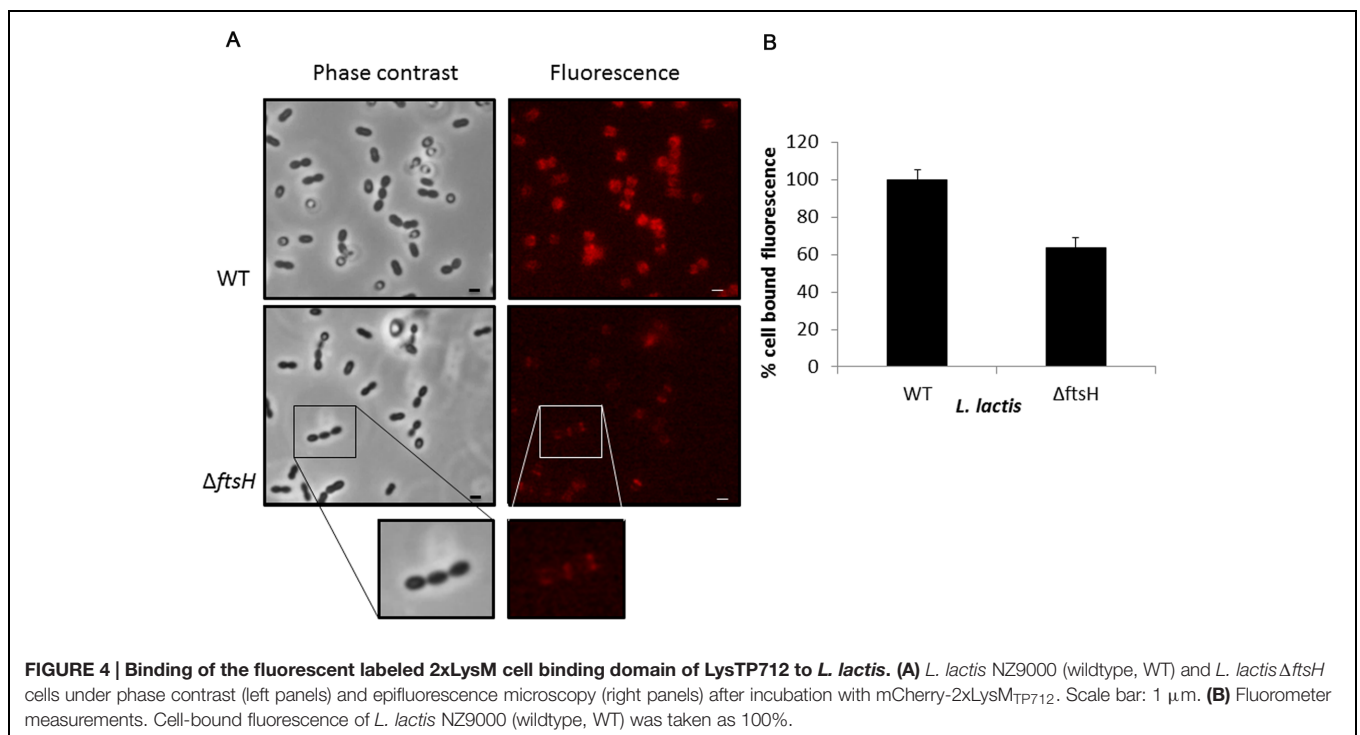 A
Phase contrast
Fluorescence
WT
ΔftsH
B
% cell bound fluorescence
120
100
80
60
40
20
0
WT
L. lactis
ΔftsH
FIGURE 4 | Binding of the fluorescent labeled 2xLysM cell binding domain of LysTP712 to L. lactis. (A) L. lactis NZ9000 (wildtype, WT) and L. lactisΔftsH
cells under phase contrast (left panels) and epifluorescence microscopy (right panels) after incubation with mCherry-2xLysMTP712. Scale bar: 1 μm. (B) Fluorometer
measurements. Cell-bound fluorescence of L. lactis NZ9000 (wildtype, WT) was taken as 100%.